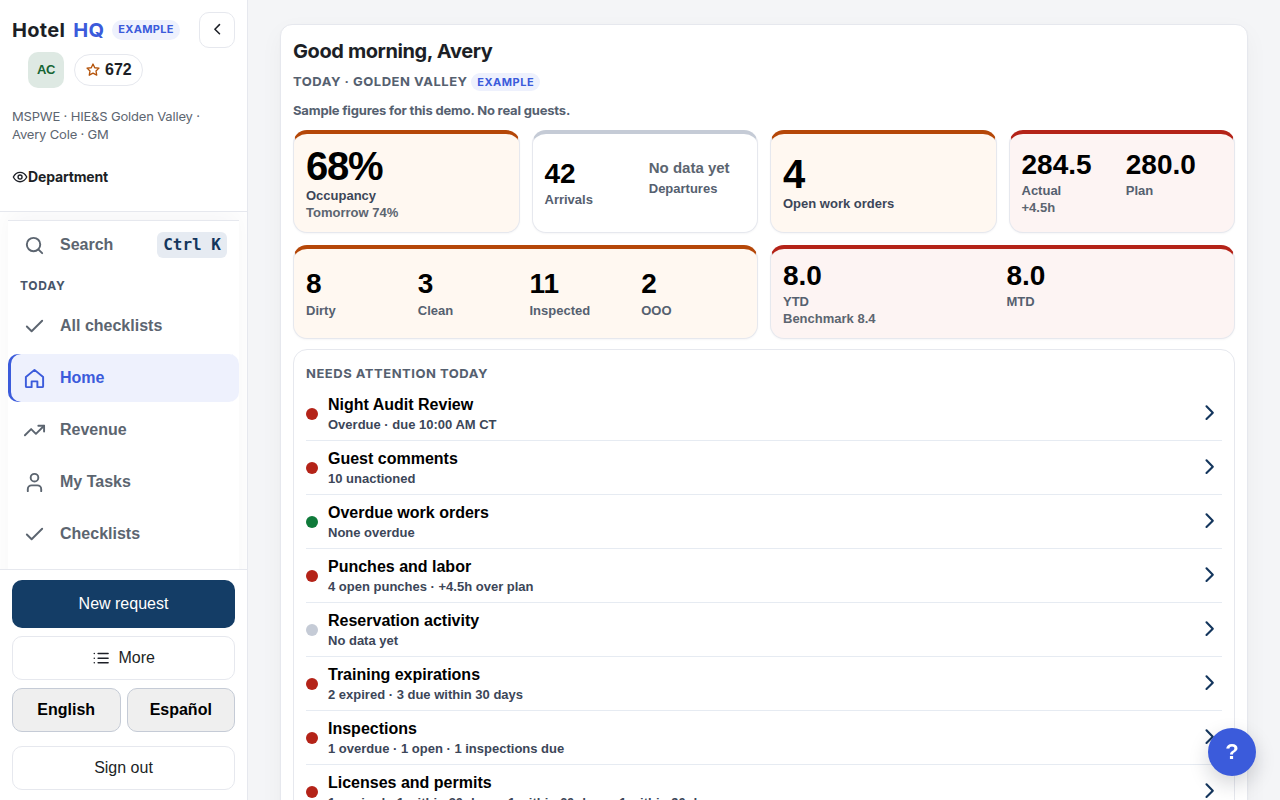 Hotel HQ EXAMPLE
AC 672
MSPWE · HIE&S Golden Valley ·
Avery Cole · GM
Department
Search Ctrl K
TODAY
All checklists
Home
Revenue
My Tasks
Checklists
New request
More
English Español
Sign out
Good morning, Avery
TODAY · GOLDEN VALLEY EXAMPLE
Sample figures for this demo. No real guests.
68%
Occupancy
Tomorrow 74%
42
Arrivals
No data yet
Departures
4
Open work orders
284.5
Actual
+4.5h
280.0
Plan
8
Dirty
3
Clean
11
Inspected
2
OOO
8.0
YTD
Benchmark 8.4
8.0
MTD
NEEDS ATTENTION TODAY
Night Audit Review
Overdue · due 10:00 AM CT
Guest comments
10 unactioned
Overdue work orders
None overdue
Punches and labor
4 open punches · +4.5h over plan
Reservation activity
No data yet
Training expirations
2 expired · 3 due within 30 days
Inspections
1 overdue · 1 open · 1 inspections due
Licenses and permits
?